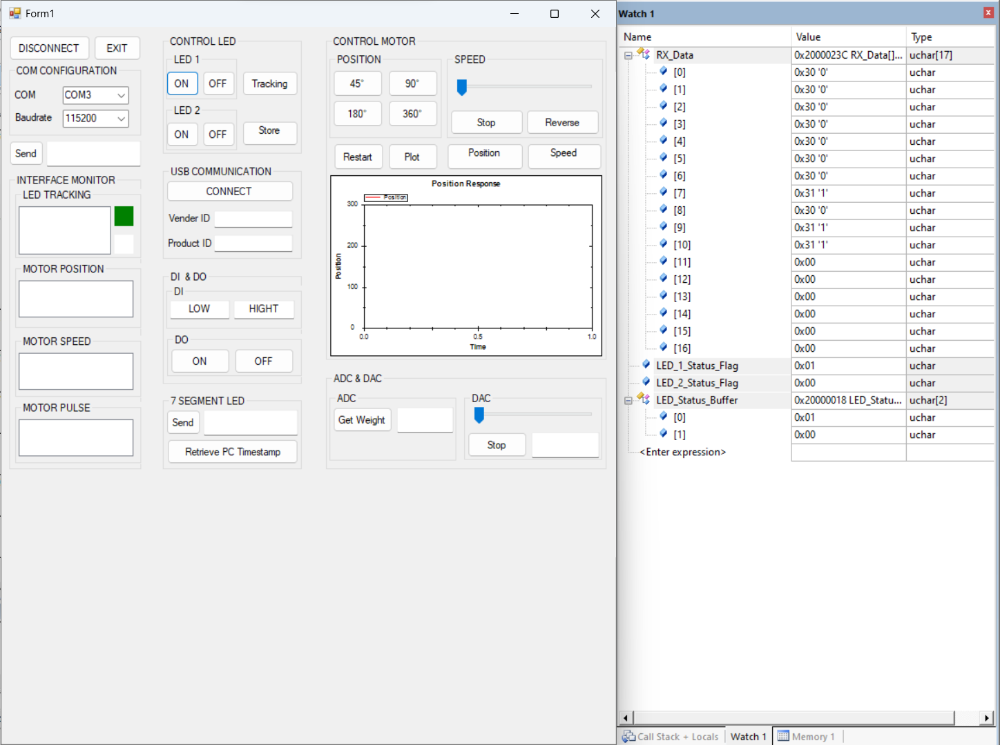 Form1
DISCONNECT EXIT
COM CONFIGURATION
COM COM3
Baudrate 115200
Send
INTERFACE MONITOR
LED TRACKING
MOTOR POSITION
MOTOR SPEED
MOTOR PULSE
CONTROL LED
LED 1
ON OFF Tracking
LED 2
ON OFF Store
USB COMMUNICATION
CONNECT
Vender ID
Product ID
DI & DO
DI
LOW HIGHT
DO
ON OFF
7 SEGMENT LED
Send
Retrieve PC Timestamp
CONTROL MOTOR
POSITION
45° 90°
180° 360°
SPEED
Stop Reverse
Restart Plot Position Speed
Position Response
Position
300
200
100
0
Position
0.0 0.5 1.0
Time
ADC & DAC
ADC
Get Weight
DAC
Stop
Watch 1
Name Value Type
RX_Data 0x2000023C RX_Data[]... uchar[17]
[0] 0x30 '0' uchar
[1] 0x30 '0' uchar
[2] 0x30 '0' uchar
[3] 0x30 '0' uchar
[4] 0x30 '0' uchar
[5] 0x30 '0' uchar
[6] 0x30 '0' uchar
[7] 0x31 '1' uchar
[8] 0x30 '0' uchar
[9] 0x31 '1' uchar
[10] 0x31 '1' uchar
[11] 0x00 uchar
[12] 0x00 uchar
[13] 0x00 uchar
[14] 0x00 uchar
[15] 0x00 uchar
[16] 0x00 uchar
LED_1_Status_Flag 0x01 uchar
LED_2_Status_Flag 0x00 uchar
LED_Status_Buffer 0x20000018 LED_Statu... uchar[2]
[0] 0x01 uchar
[1] 0x00 uchar
<Enter expression>
Call Stack + Locals Watch 1 Memory 1